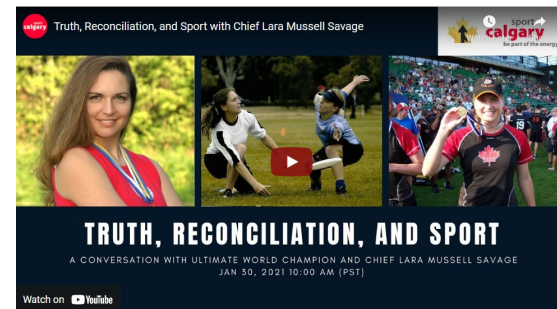 sport
calgary
Truth, Reconciliation, and Sport with Chief Lara Mussell Savage
sport
calgary
be part of the energy
19
TRUTH, RECONCILIATION, AND SPORT
A CONVERSATION WITH ULTIMATE WORLD CHAMPION AND CHIEF LARA MUSSELL SAVAGE
JAN 30, 2021 10:00 AM (PST)
Watch on YouTube